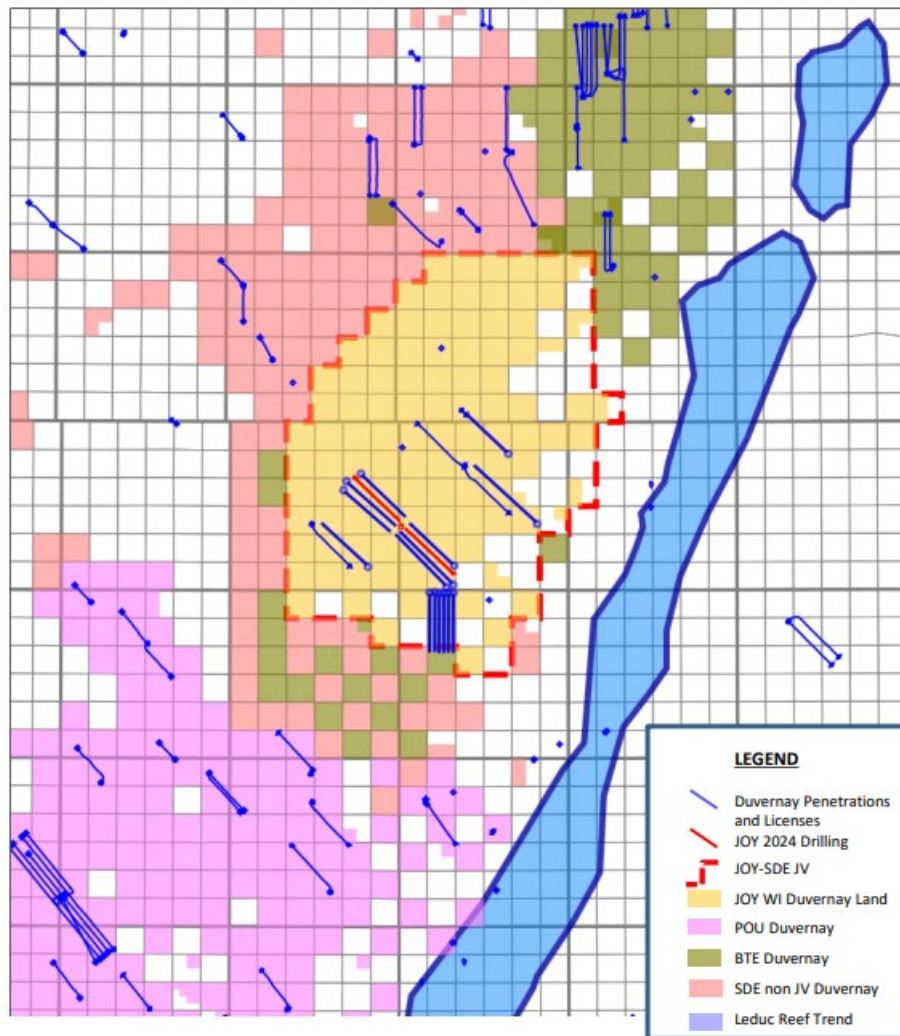 LEGEND
Duvernay Penetrations
and Licenses
JOY 2024 Drilling
JOY-SDE JV
JOY WI Duvernay Land
POU Duvernay
BTE Duvernay
SDE non JV Duvernay
Leduc Reef Trend